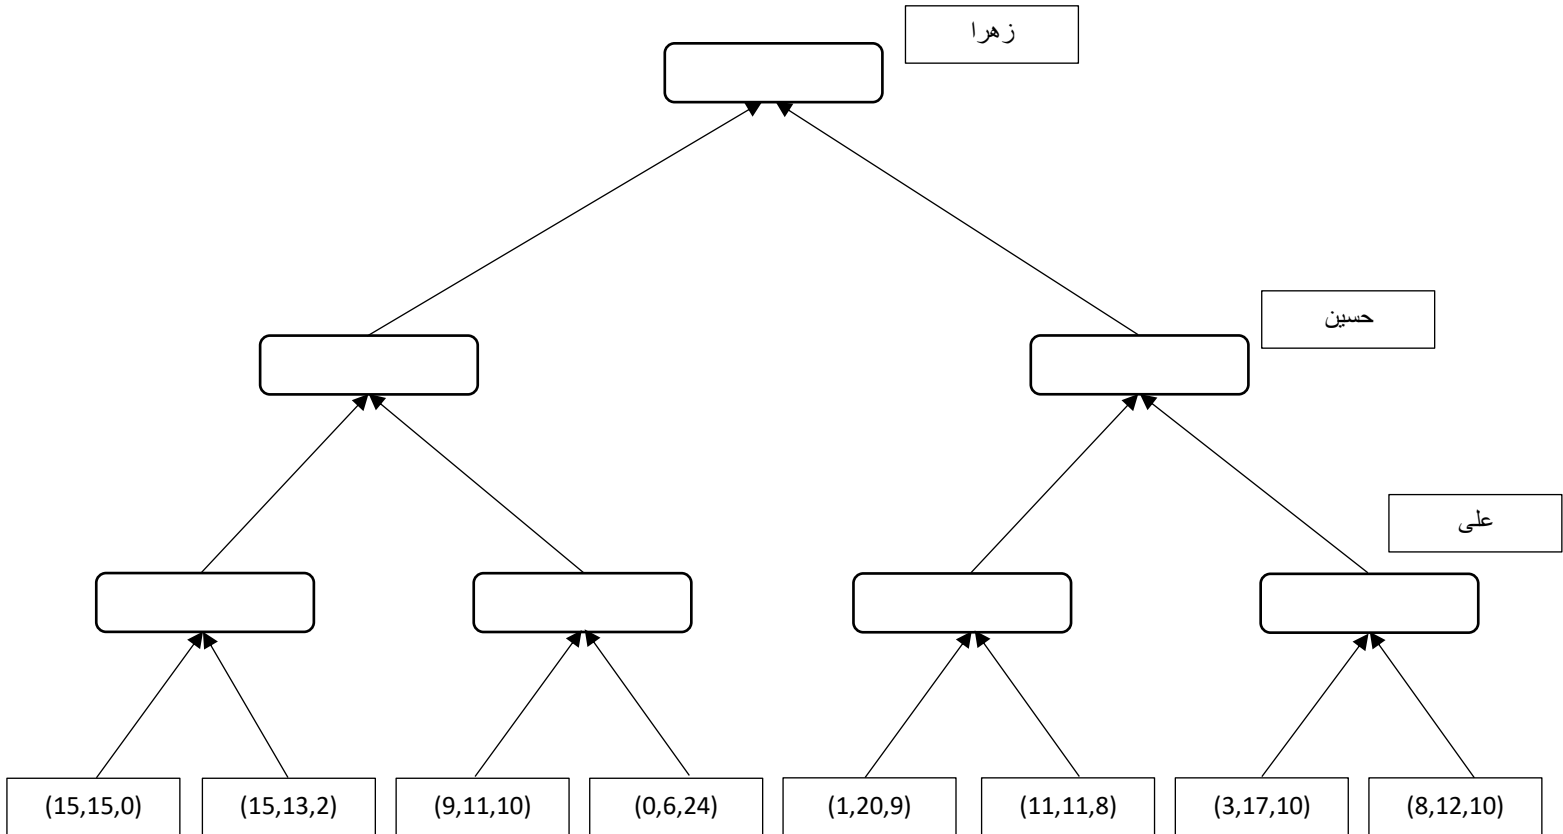 زهرا
حسین
علی
(15,15,0)
(15,13,2)
(9,11,10)
(0,6,24)
(1,20,9)
(11,11,8)
(3,17,10)
(8,12,10)